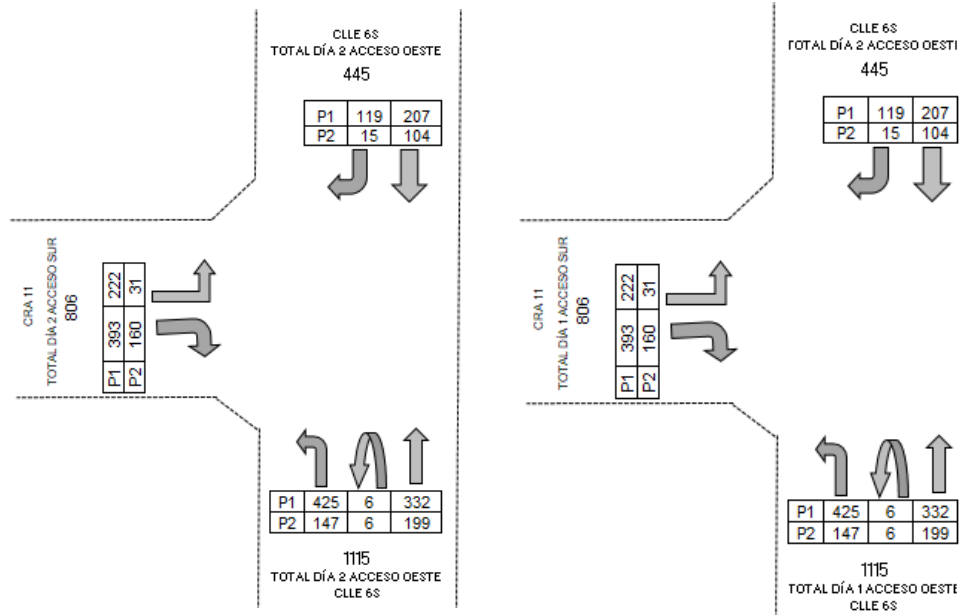 CLLE 6S
TOTAL DÍA 2 ACCESO OESTE
445
P1 119 207
P2 15 104
CRA 11
TOTAL DÍA 2 ACCESO SUR
806
P1 393 222
P2 160 31
P1 425 6 332
P2 147 6 199
1115
TOTAL DÍA 2 ACCESO OESTE
CLLE 6S
CLLE 6S
TOTAL DÍA 2 ACCESO OESTE
445
P1 119 207
P2 15 104
CRA 11
TOTAL DÍA 1 ACCESO SUR
806
P1 393 222
P2 160 31
P1 425 6 332
P2 147 6 199
1115
TOTAL DÍA 1 ACCESO OESTE
CLLE 6S